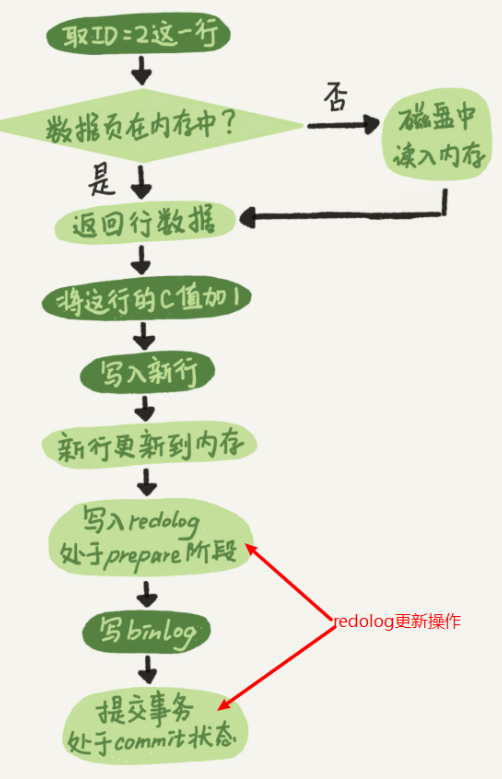 取ID=2这一行
数据页在内存中？
否
磁盘中
读入内存
是
返回行数据
将这行的C值加1
写入新行
新行更新到内存
写入redolog
处于prepare阶段
redolog更新操作
写binlog
提交事务
处于commit状态